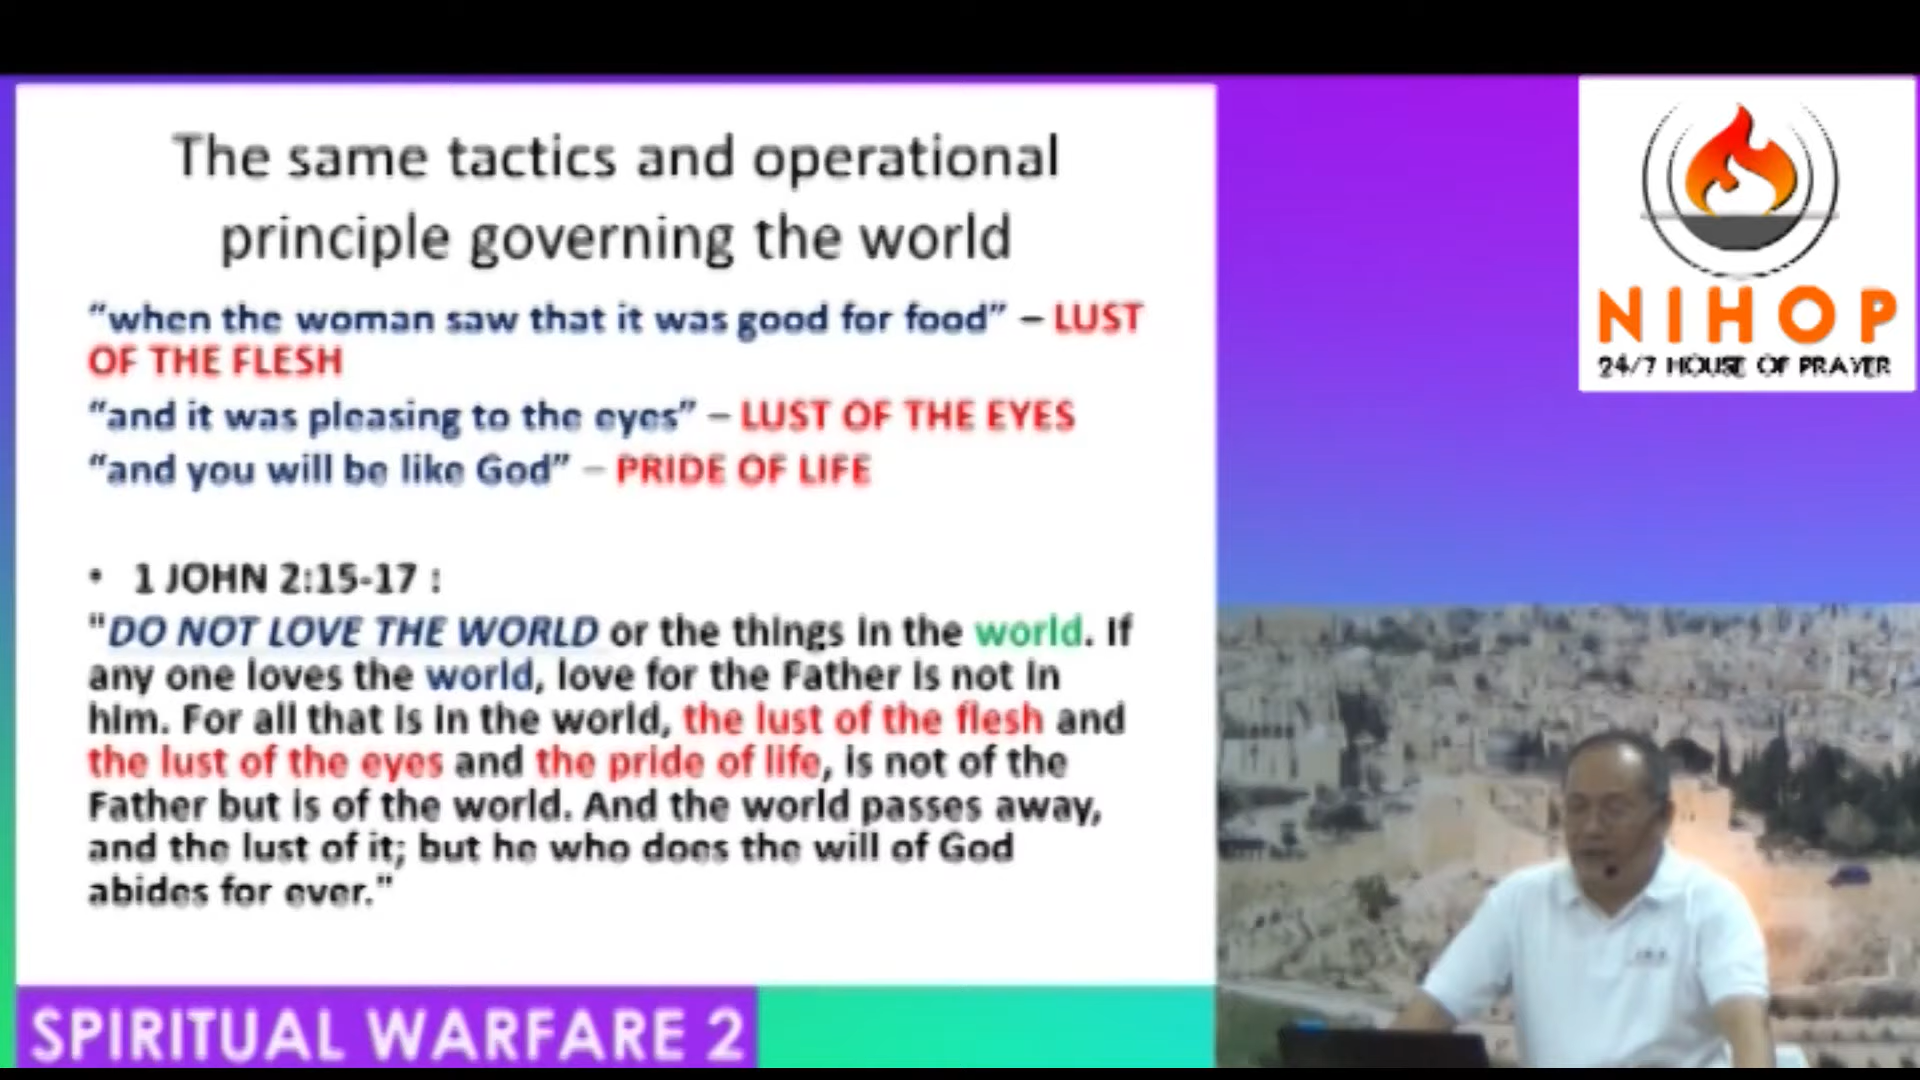 The same tactics and operational
principle governing the world
“when the woman saw that it was good for food” – LUST
OF THE FLESH
“and it was pleasing to the eyes” – LUST OF THE EYES
“and you will be like God” – PRIDE OF LIFE
• 1 JOHN 2:15-17 :
"DO NOT LOVE THE WORLD or the things in the world. If
any one loves the world, love for the Father is not in
him. For all that is in the world, the lust of the flesh and
the lust of the eyes and the pride of life, is not of the
Father but is of the world. And the world passes away,
and the lust of it; but he who does the will of God
abides for ever."
SPIRITUAL WARFARE 2
NIHOP
24/7 HOUSE OF PRAYER